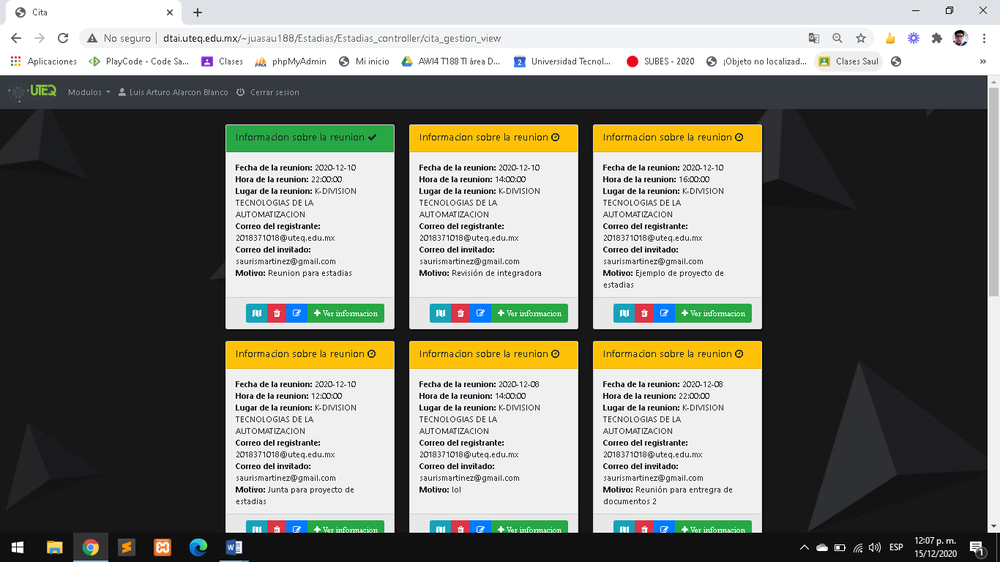 Cita
No seguro | dtai.uteq.edu.mx/~juasau188/Estadias/Estadias_controller/cita_gestion_view
Aplicaciones PlayCode - Code Sa... Clases phpMyAdmin Mi inicio AWI4 T188 TI área D... Universidad Tecnol... SUBES - 2020 ¡Objeto no localizad... Clases Saul
UTEQ Modulos Luis Arturo Alarcon Blanco Cerrar sesion
Informacion sobre la reunion
Fecha de la reunion: 2020-12-10
Hora de la reunion: 22:00:00
Lugar de la reunion: K-DIVISION
TECNOLOGIAS DE LA
AUTOMATIZACION
Correo del registrante:
2018371018@uteq.edu.mx
Correo del invitado:
saurismartinez@gmail.com
Motivo: Reunion para estadias
Ver informacion
Informacion sobre la reunion
Fecha de la reunion: 2020-12-10
Hora de la reunion: 14:00:00
Lugar de la reunion: K-DIVISION
TECNOLOGIAS DE LA
AUTOMATIZACION
Correo del registrante:
2018371018@uteq.edu.mx
Correo del invitado:
saurismartinez@gmail.com
Motivo: Revisión de integradora
Ver informacion
Informacion sobre la reunion
Fecha de la reunion: 2020-12-10
Hora de la reunion: 16:00:00
Lugar de la reunion: K-DIVISION
TECNOLOGIAS DE LA
AUTOMATIZACION
Correo del registrante:
2018371018@uteq.edu.mx
Correo del invitado:
saurismartinez@gmail.com
Motivo: Ejemplo de proyecto de
estadias
Ver informacion
Informacion sobre la reunion
Fecha de la reunion: 2020-12-10
Hora de la reunion: 12:00:00
Lugar de la reunion: K-DIVISION
TECNOLOGIAS DE LA
AUTOMATIZACION
Correo del registrante:
2018371018@uteq.edu.mx
Correo del invitado:
saurismartinez@gmail.com
Motivo: Junta para proyecto de
estadias
Ver informacion
Informacion sobre la reunion
Fecha de la reunion: 2020-12-08
Hora de la reunion: 14:00:00
Lugar de la reunion: K-DIVISION
TECNOLOGIAS DE LA
AUTOMATIZACION
Correo del registrante:
2018371018@uteq.edu.mx
Correo del invitado:
saurismartinez@gmail.com
Motivo: lol
Ver informacion
Informacion sobre la reunion
Fecha de la reunion: 2020-12-08
Hora de la reunion: 22:00:00
Lugar de la reunion: K-DIVISION
TECNOLOGIAS DE LA
AUTOMATIZACION
Correo del registrante:
2018371018@uteq.edu.mx
Correo del invitado:
saurismartinez@gmail.com
Motivo: Reunión para entregra de
documentos 2
Ver informacion
ESP
12:07 p. m.
15/12/2020
1